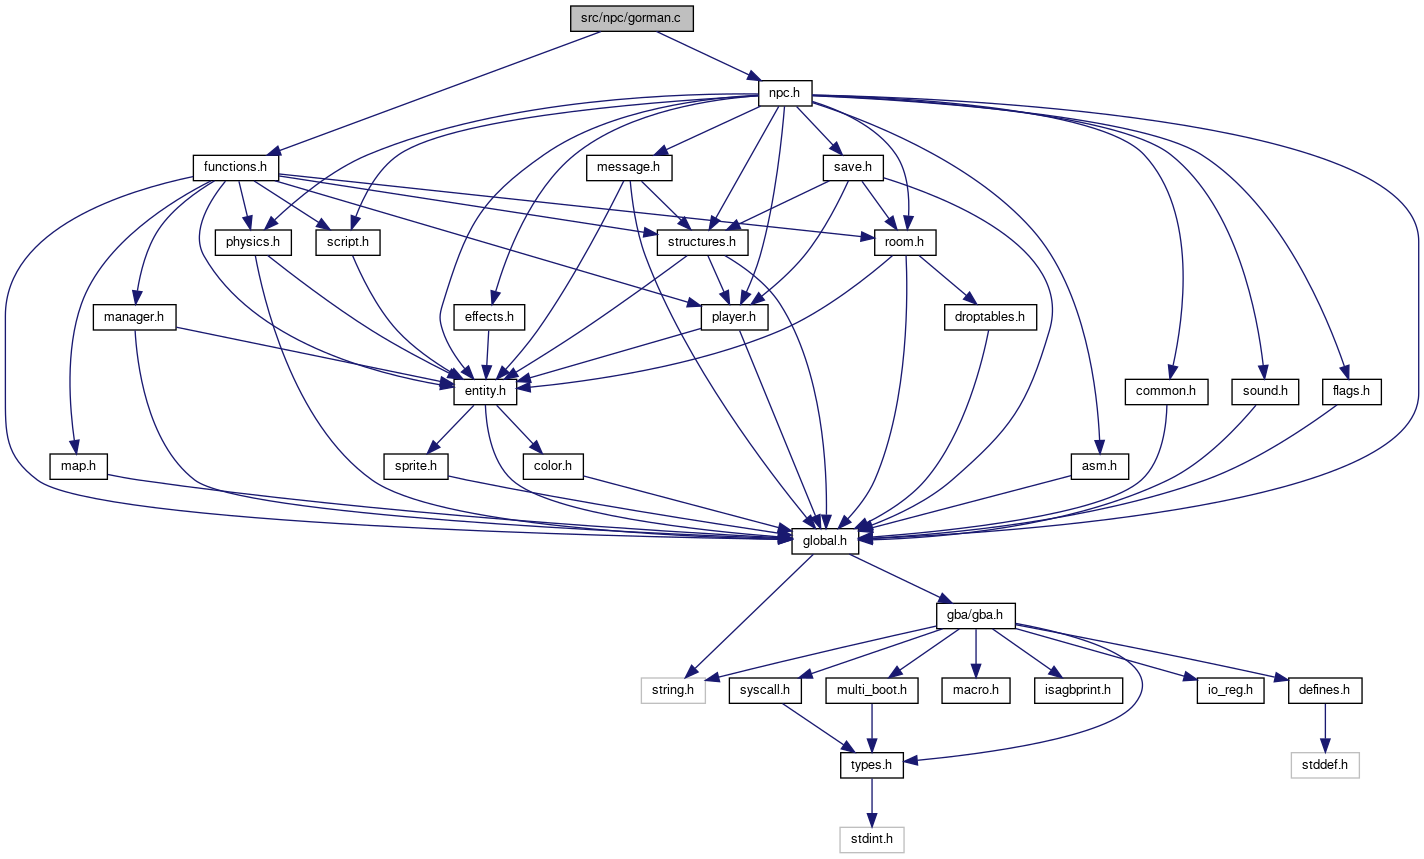 src/npc/gorman.c
npc.h
functions.h
message.h
save.h
physics.h
script.h
structures.h
room.h
manager.h
effects.h
player.h
droptables.h
entity.h
common.h
sound.h
flags.h
map.h
sprite.h
color.h
asm.h
global.h
gba/gba.h
string.h
syscall.h
multi_boot.h
macro.h
isagbprint.h
io_reg.h
defines.h
types.h
stddef.h
stdint.h